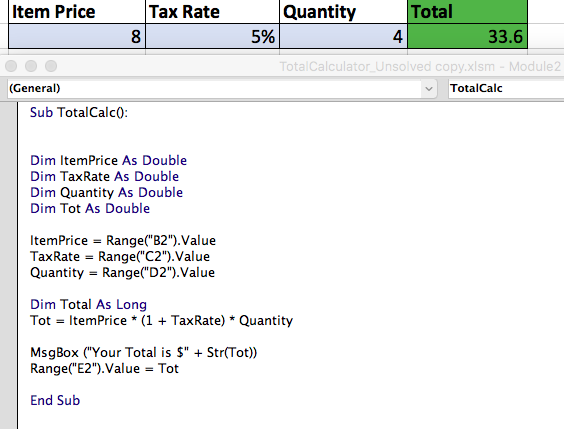 Item Price Tax Rate Quantity Total
8 5% 4 33.6
TotalCalculator_Unsolved copy.xlsm - Module2
(General) TotalCalc
Sub TotalCalc():
Dim ItemPrice As Double
Dim TaxRate As Double
Dim Quantity As Double
Dim Tot As Double
ItemPrice = Range("B2").Value
TaxRate = Range("C2").Value
Quantity = Range("D2").Value
Dim Total As Long
Tot = ItemPrice * (1 + TaxRate) * Quantity
MsgBox ("Your Total is $" + Str(Tot))
Range("E2").Value = Tot
End Sub